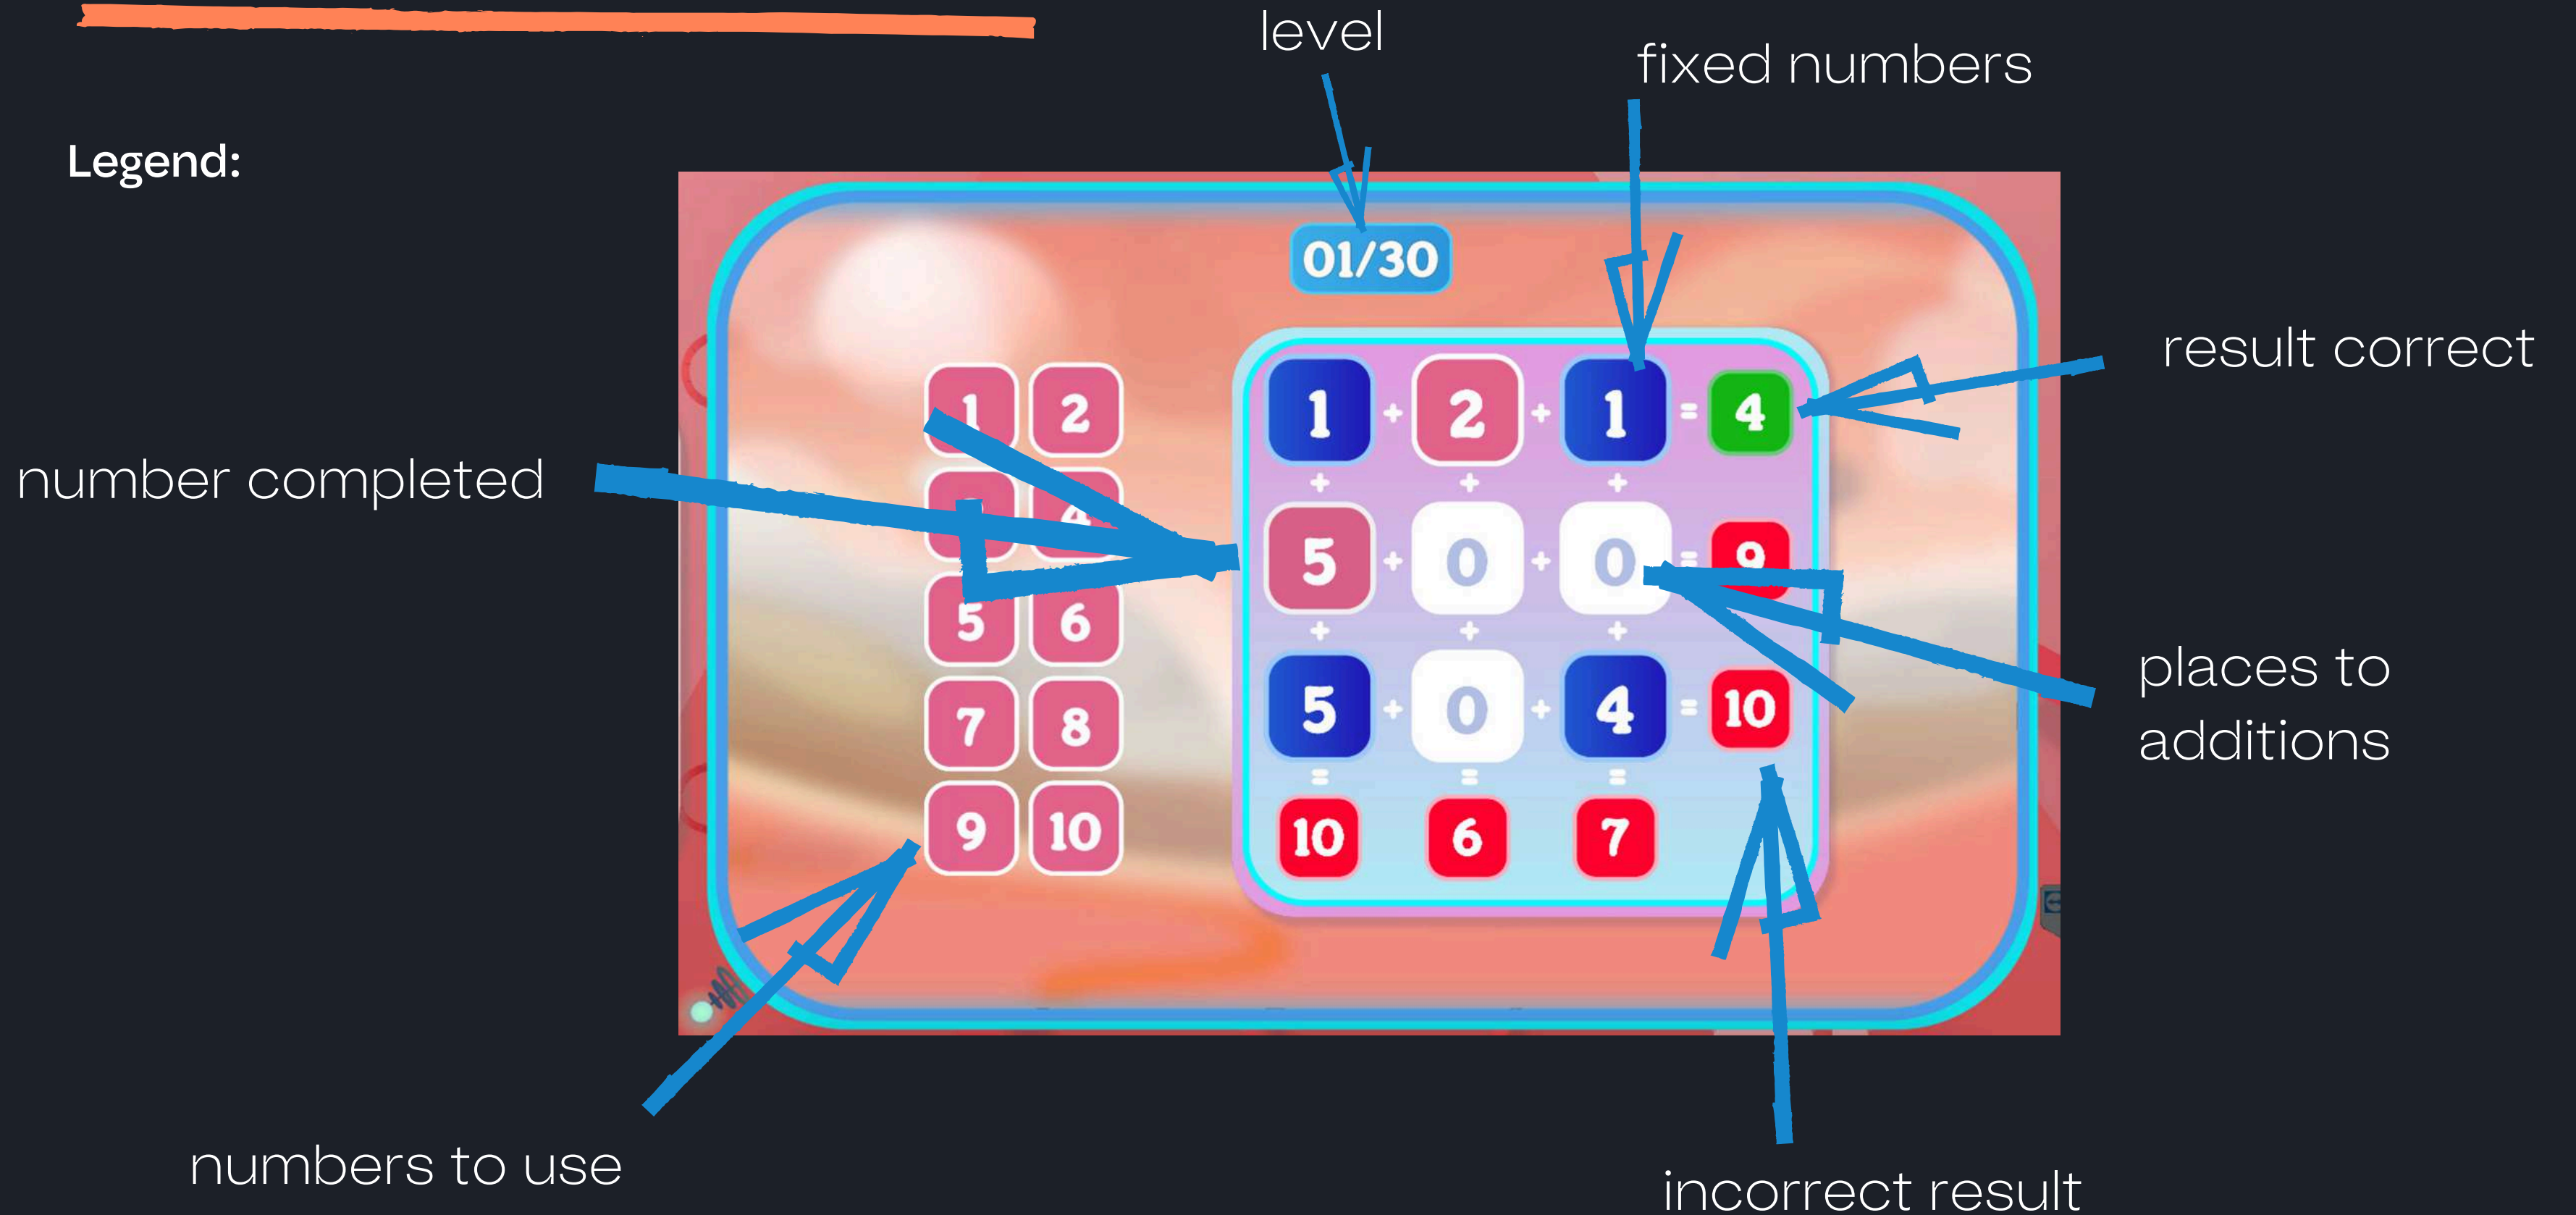 level
fixed numbers
Legend:
01/30
result correct
1 2
1 + 2 + 1 = 4
number completed
+ + +
4
5 + 0 + 0 = 9
5 6
+ + +
places to
additions
7 8
5 + 0 + 4 = 10
= = =
9 10
10 6 7
numbers to use
incorrect result